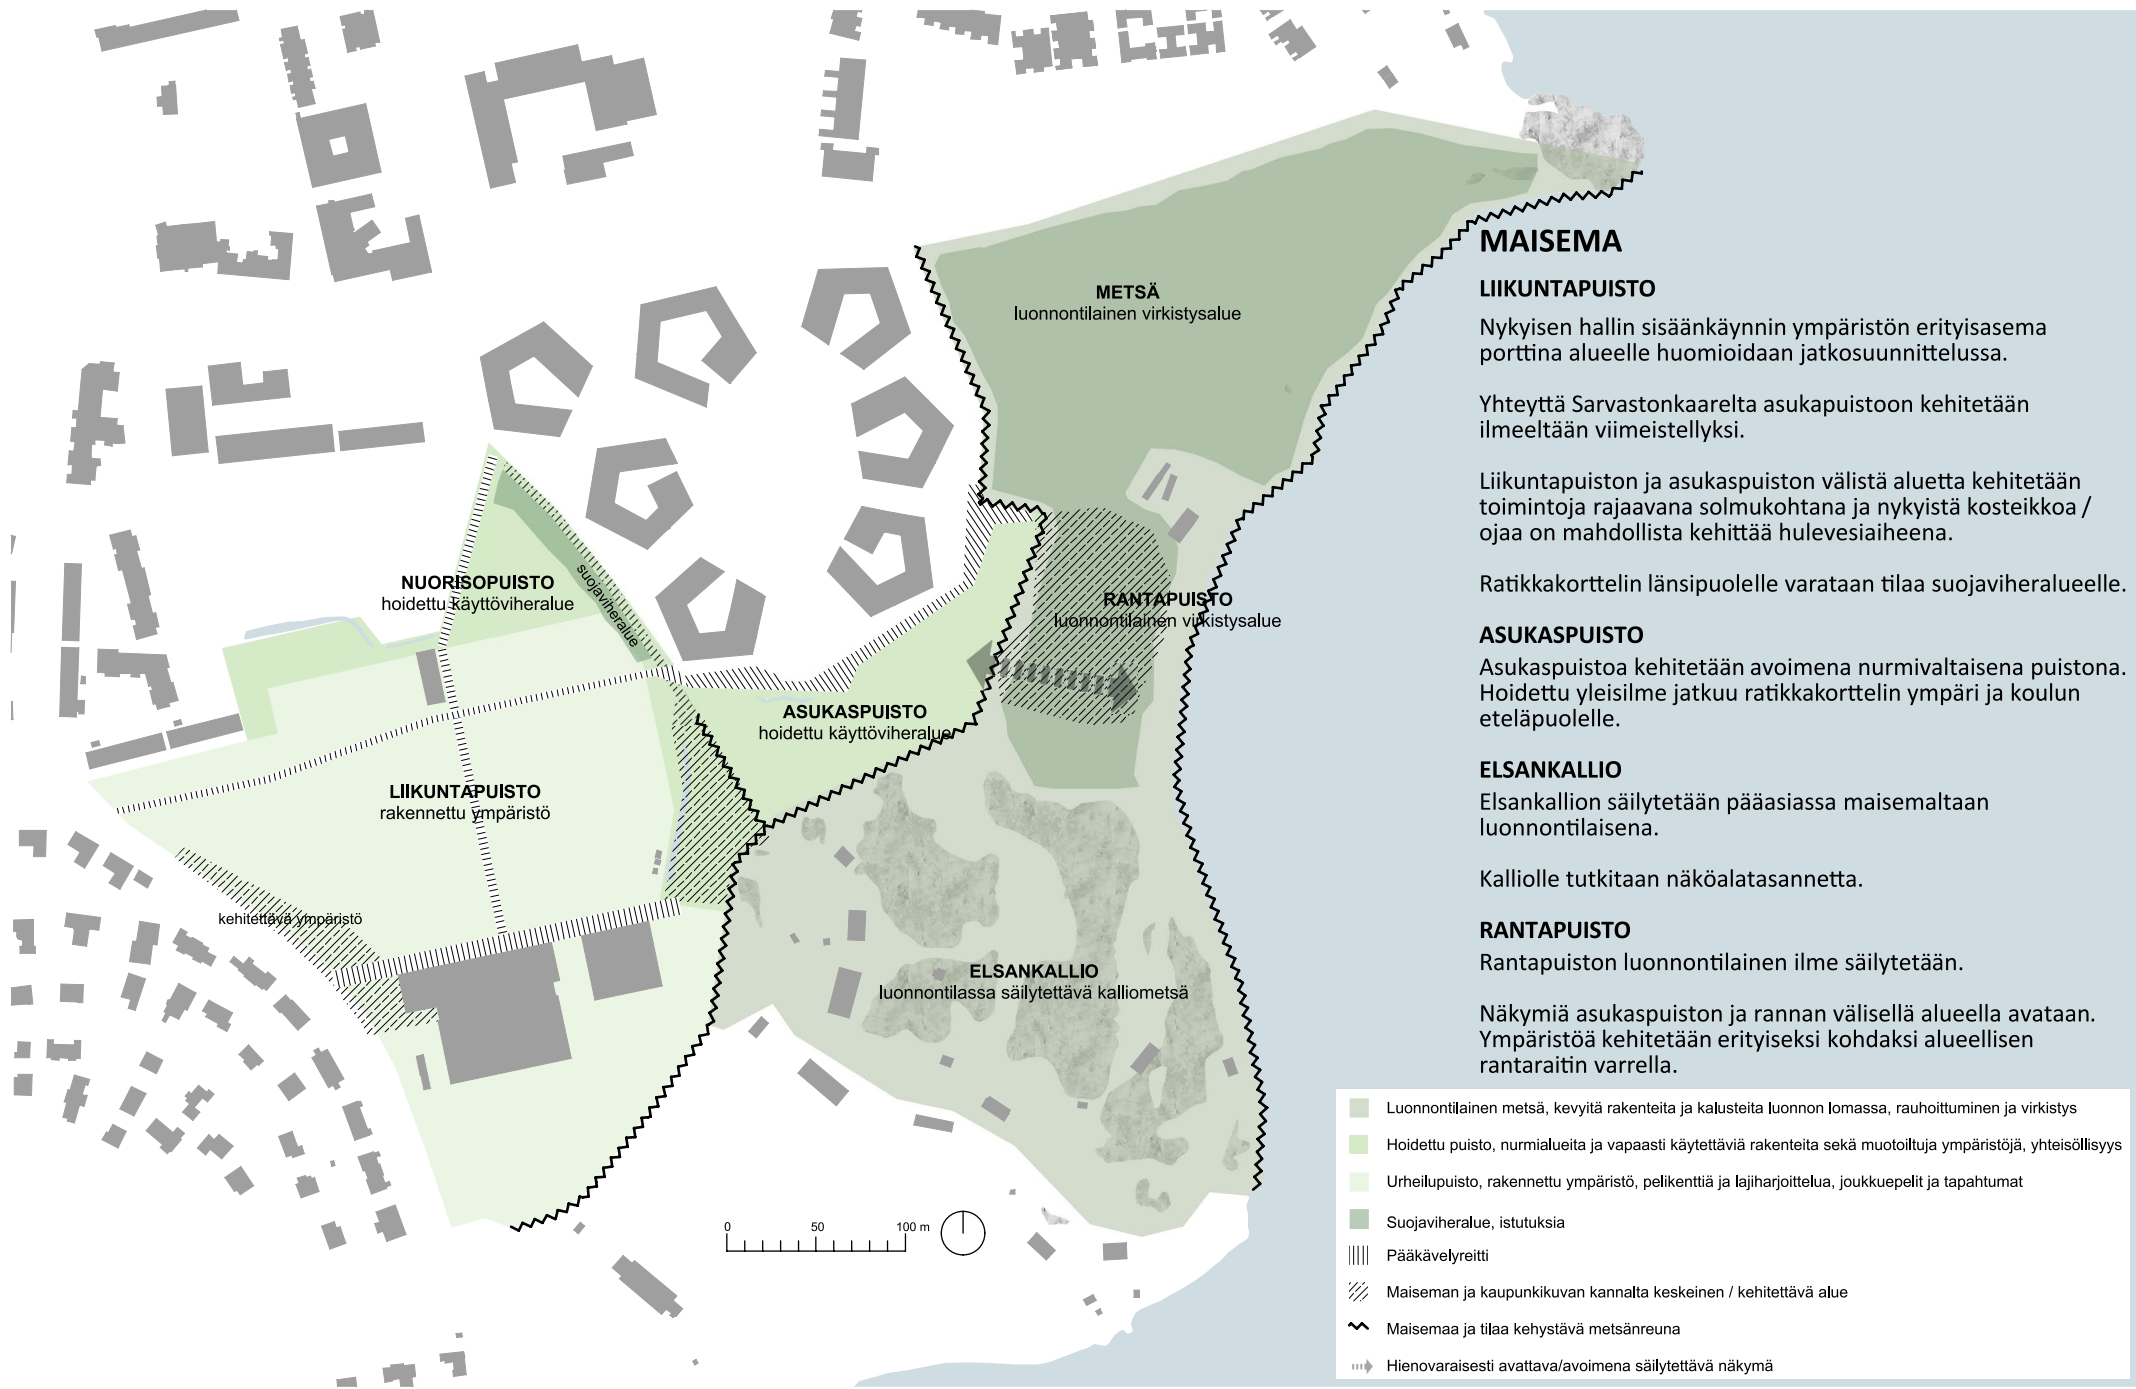 METSÄ
luonnontilainen virkistysalue
NUORISOPUISTO
hoidettu käyttöviheralue
suojaviheralue
RANTAPUISTO
luonnontilainen virkistysalue
ASUKASPUISTO
hoidettu käyttöviheralue
LIIKUNTAPUISTO
rakennettu ympäristö
kehitettävä ympäristö
ELSANKALLIO
luonnontilassa säilytettävä kalliometsä
0 50 100 m
MAISEMA
LIIKUNTAPUISTO
Nykyisen hallin sisäänkäynnin ympäristön erityisasema
porttina alueelle huomioidaan jatkosuunnittelussa.
Yhteyttä Sarvastonkaarelta asukapuistoon kehitetään
ilmeeltään viimeistellyksi.
Liikuntapuiston ja asukaspuiston välistä aluetta kehitetään
toimintoja rajaavana solmukohtana ja nykyistä kosteikkoa /
ojaa on mahdollista kehittää hulevesiaiheena.
Ratikkakorttelin länsipuolelle varataan tilaa suojaviheralueelle.
ASUKASPUISTO
Asukaspuistoa kehitetään avoimena nurmivaltaisena puistona.
Hoidettu yleisilme jatkuu ratikkakorttelin ympäri ja koulun
eteläpuolelle.
ELSANKALLIO
Elsankallion säilytetään pääasiassa maisemaltaan
luonnontilaisena.
Kalliolle tutkitaan näköalatasannetta.
RANTAPUISTO
Rantapuiston luonnontilainen ilme säilytetään.
Näkymiä asukaspuiston ja rannan välisellä alueella avataan.
Ympäristöä kehitetään erityiseksi kohdaksi alueellisen
rantaraitin varrella.
Luonnontilainen metsä, kevyitä rakenteita ja kalusteita luonnon lomassa, rauhoittuminen ja virkistys
Hoidettu puisto, nurmialueita ja vapaasti käytettäviä rakenteita sekä muotoiltuja ympäristöjä, yhteisöllisyys
Urheilupuisto, rakennettu ympäristö, pelikenttiä ja lajiharjoittelua, joukkuepelit ja tapahtumat
Suojaviheralue, istutuksia
Pääkävelyreitti
Maiseman ja kaupunkikuvan kannalta keskeinen / kehitettävä alue
Maisemaa ja tilaa kehystävä metsänreuna
Hienovaraisesti avattava/avoimena säilytettävä näkymä